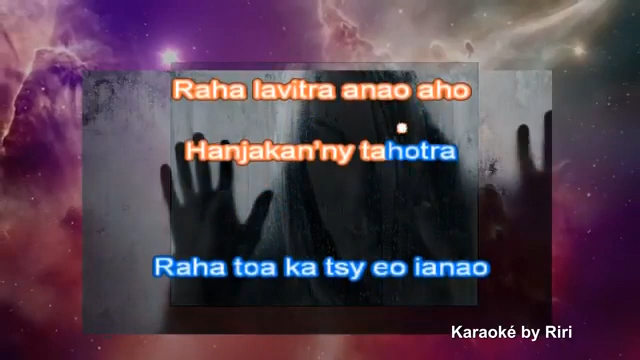 Raha lavitra anao aho
Hanjakan'ny tahotra
Raha toa ka tsy eo ianao
Karaoké by Riri